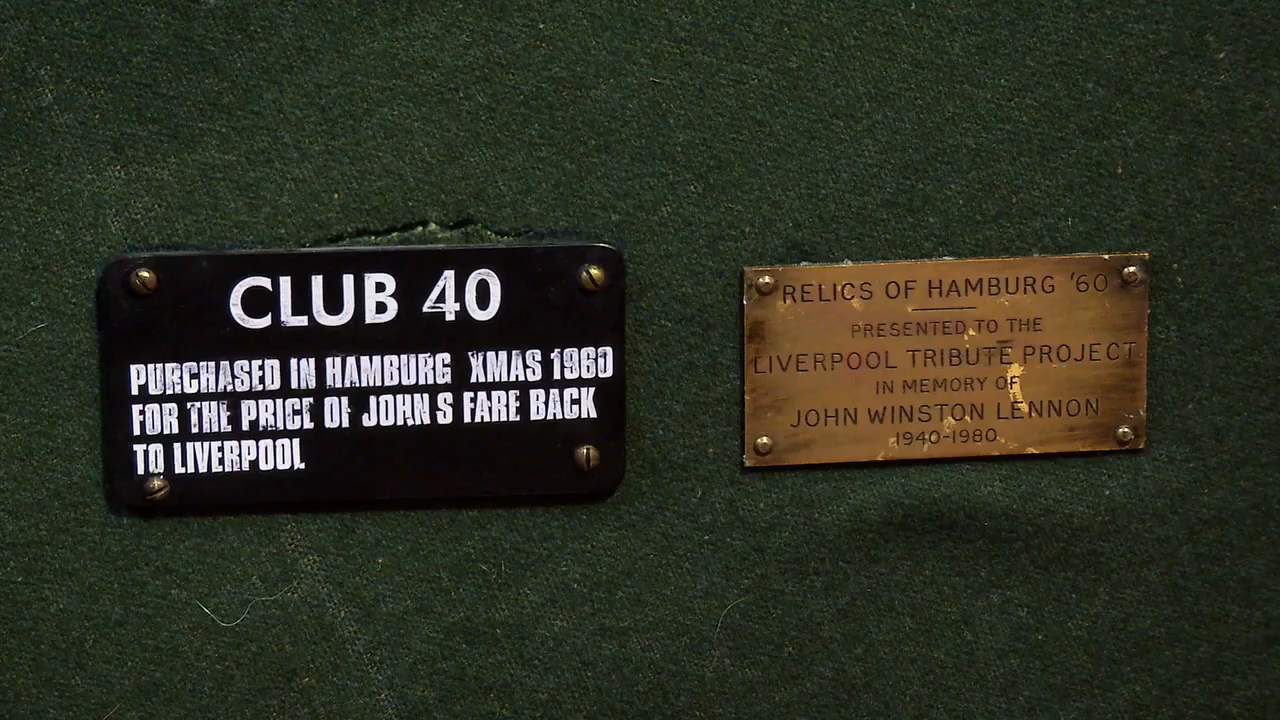 CLUB 40
PURCHASED IN HAMBURG XMAS 1960
FOR THE PRICE OF JOHN S FARE BACK
TO LIVERPOOL
RELICS OF HAMBURG '60
PRESENTED TO THE
LIVERPOOL TRIBUTE PROJECT
IN MEMORY OF
JOHN WINSTON LENNON
1940-1980